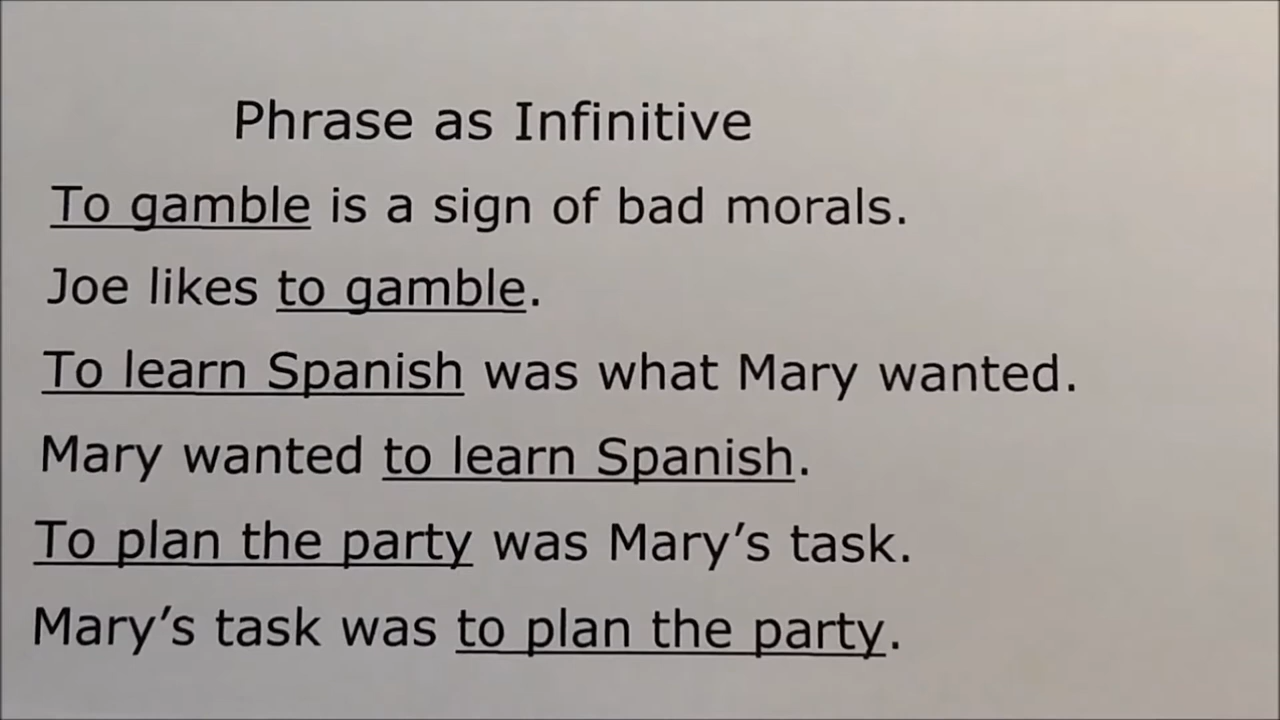 Phrase as Infinitive
To gamble is a sign of bad morals.
Joe likes to gamble.
To learn Spanish was what Mary wanted.
Mary wanted to learn Spanish.
To plan the party was Mary’s task.
Mary’s task was to plan the party.